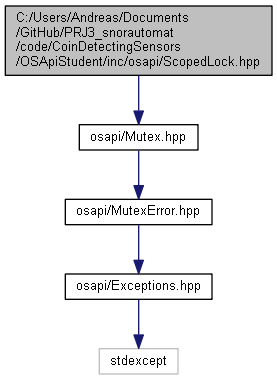 C:/Users/Andreas/Documents
/GitHub/PRJ3_snorautomat
/code/CoinDetectingSensors
/OSApiStudent/inc/osapi/ScopedLock.hpp
osapi/Mutex.hpp
osapi/MutexError.hpp
osapi/Exceptions.hpp
stdexcept